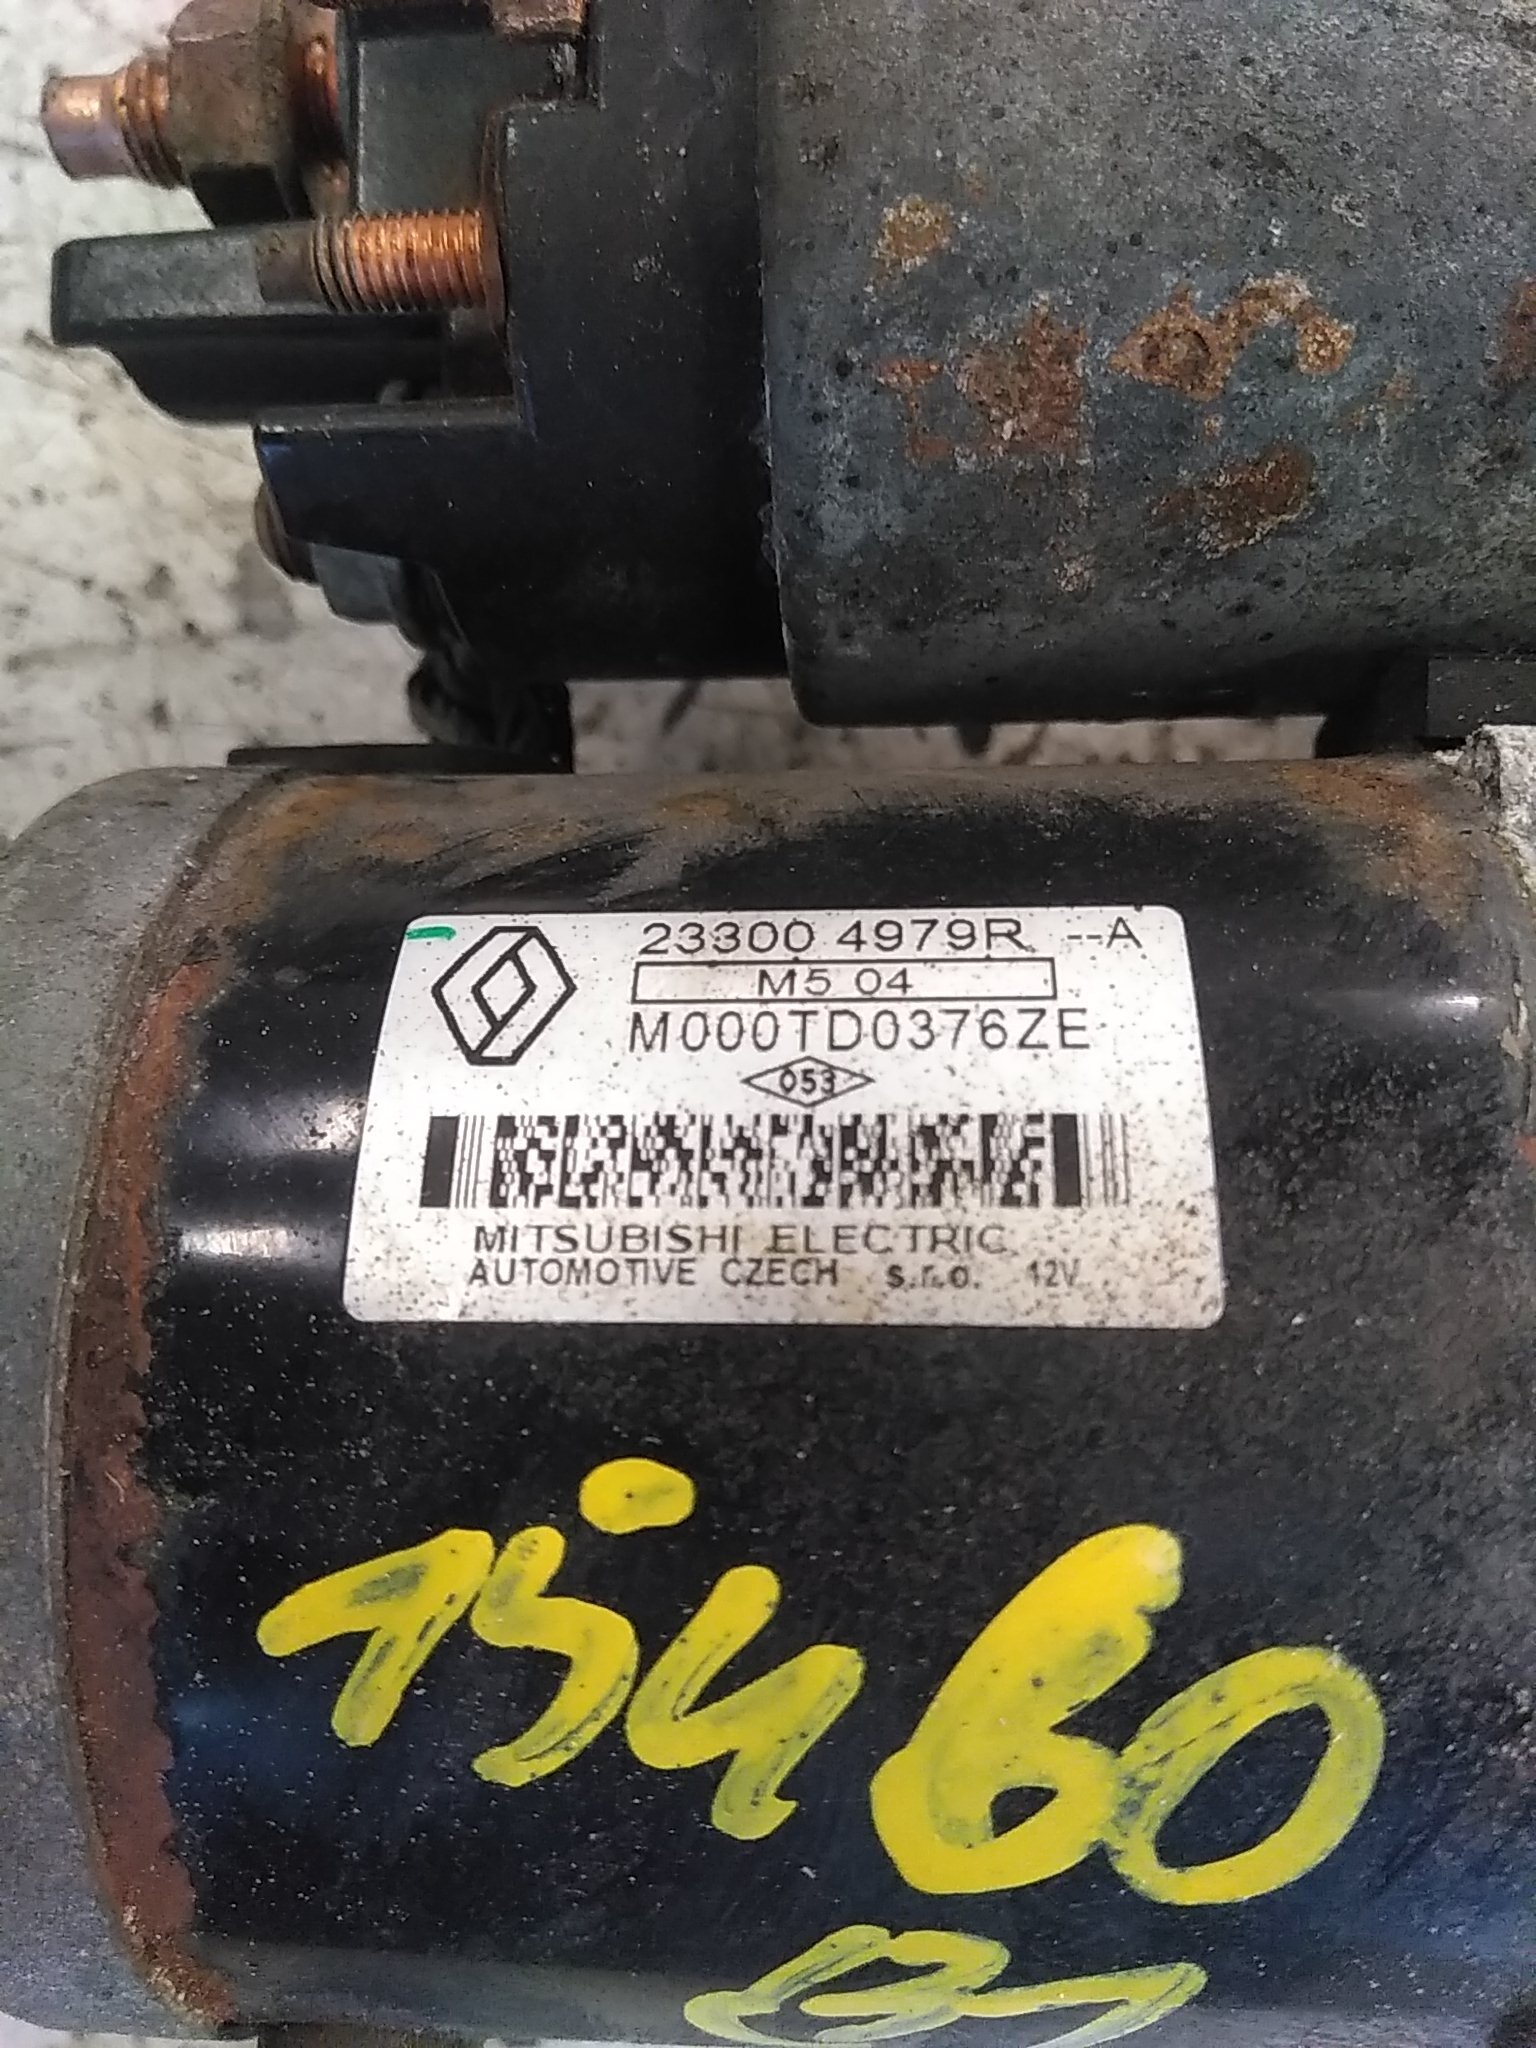 23300 4979R --A
M5 04
M000TD0376ZE
053
MITSUBISHI ELECTRIC
AUTOMOTIVE CZECH s.r.o. 12V
15460